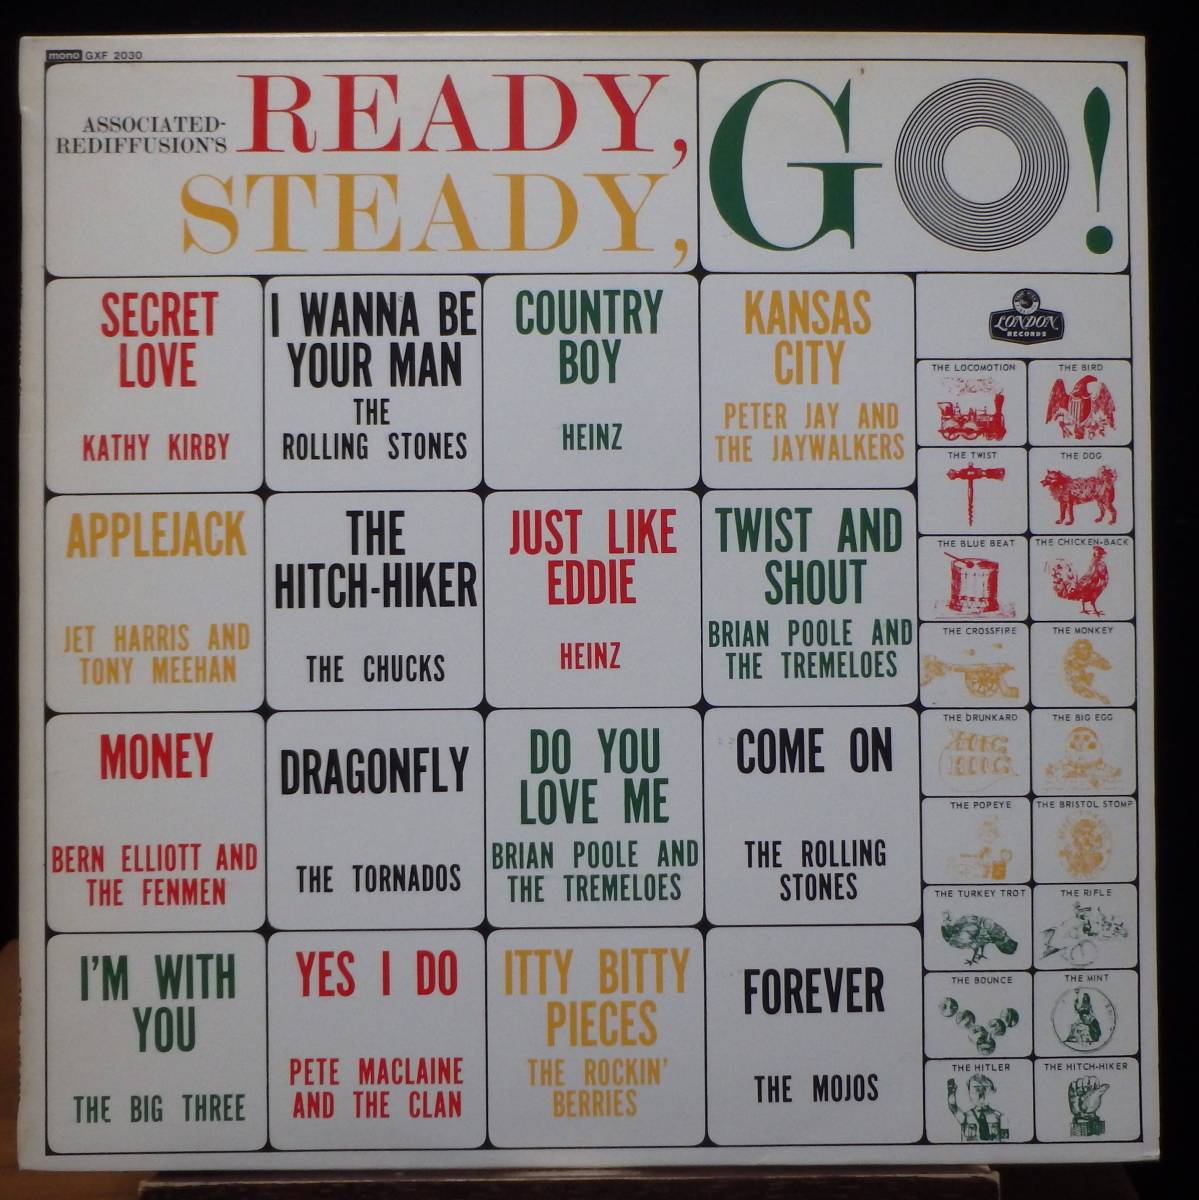 mono GXF 2030
ASSOCIATED-
REDIFFUSION'S
READY,
STEADY,
GO!
SECRET
LOVE
KATHY KIRBY
I WANNA BE
YOUR MAN
THE
ROLLING STONES
COUNTRY
BOY
HEINZ
KANSAS
CITY
PETER JAY AND
THE JAYWALKERS
LONDON
RECORDS
APPLEJACK
JET HARRIS AND
TONY MEEHAN
THE
HITCH-HIKER
THE CHUCKS
JUST LIKE
EDDIE
HEINZ
TWIST AND
SHOUT
BRIAN POOLE AND
THE TREMELOES
MONEY
BERN ELLIOTT AND
THE FENMEN
DRAGONFLY
THE TORNADOS
DO YOU
LOVE ME
BRIAN POOLE AND
THE TREMELOES
COME ON
THE ROLLING
STONES
I'M WITH
YOU
THE BIG THREE
YES I DO
PETE MACLAINE
AND THE CLAN
ITTY BITTY
PIECES
THE ROCKIN'
BERRIES
FOREVER
THE MOJOS
THE LOCOMOTION
THE BIRD
THE TWIST
THE DOG
THE BLUE BEAT
THE CHICKEN-BACK
THE CROSSFIRE
THE MONKEY
THE DRUNKARD
THE BIG EGG
THE POPEYE
THE BRISTOL STOMP
THE TURKEY TROT
THE RIFLE
THE BOUNCE
THE MINT
THE HITLER
THE HITCH-HIKER